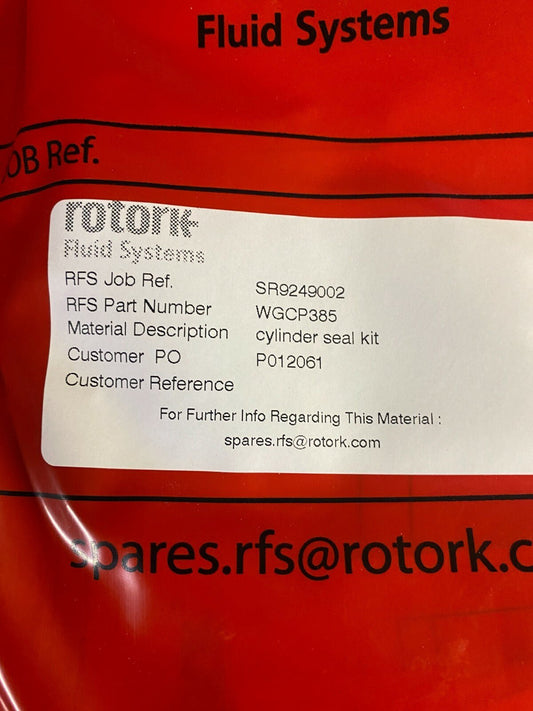 Fluid Systems
OB Ref.
rotork
Fluid Systems
RFS Job Ref. SR9249002
RFS Part Number WGCP385
Material Description cylinder seal kit
Customer PO P012061
Customer Reference
For Further Info Regarding This Material :
spares.rfs@rotork.com
spares.rfs@rotork.c